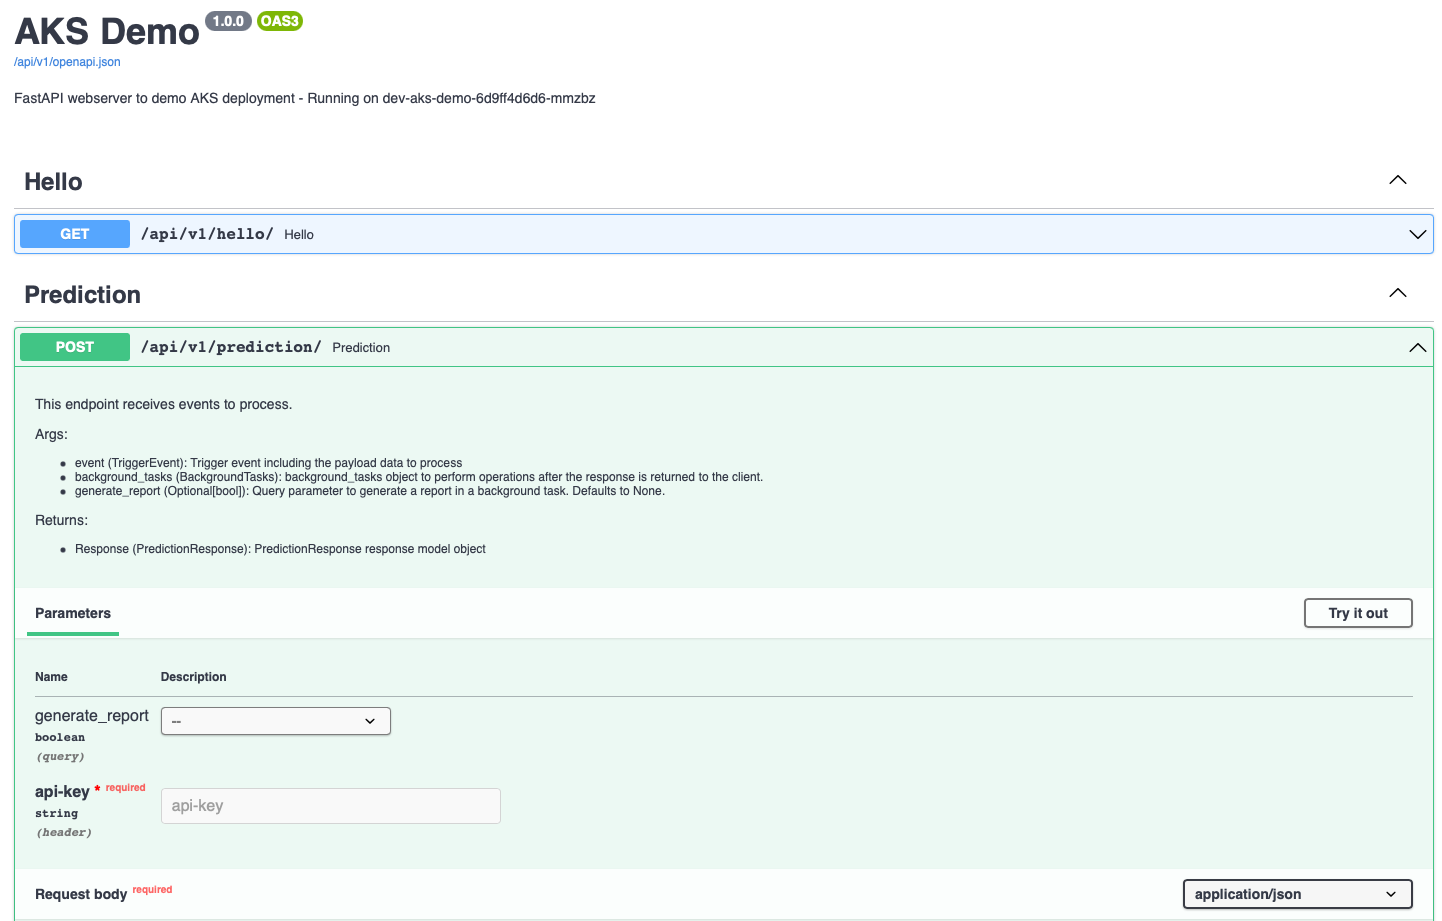 AKS Demo 1.0.0 OAS3
/api/v1/openapi.json
FastAPI webserver to demo AKS deployment - Running on dev-aks-demo-6d9ff4d6d6-mmzbz
Hello
GET /api/v1/hello/ Hello
Prediction
POST /api/v1/prediction/ Prediction
This endpoint receives events to process.
Args:
event (TriggerEvent): Trigger event including the payload data to process
background_tasks (BackgroundTasks): background_tasks object to perform operations after the response is returned to the client.
generate_report (Optional[bool]): Query parameter to generate a report in a background task. Defaults to None.
Returns:
Response (PredictionResponse): PredictionResponse response model object
Parameters Try it out
Name Description
generate_report --
boolean
(query)
api-key * required
string api-key
(header)
Request body required application/json